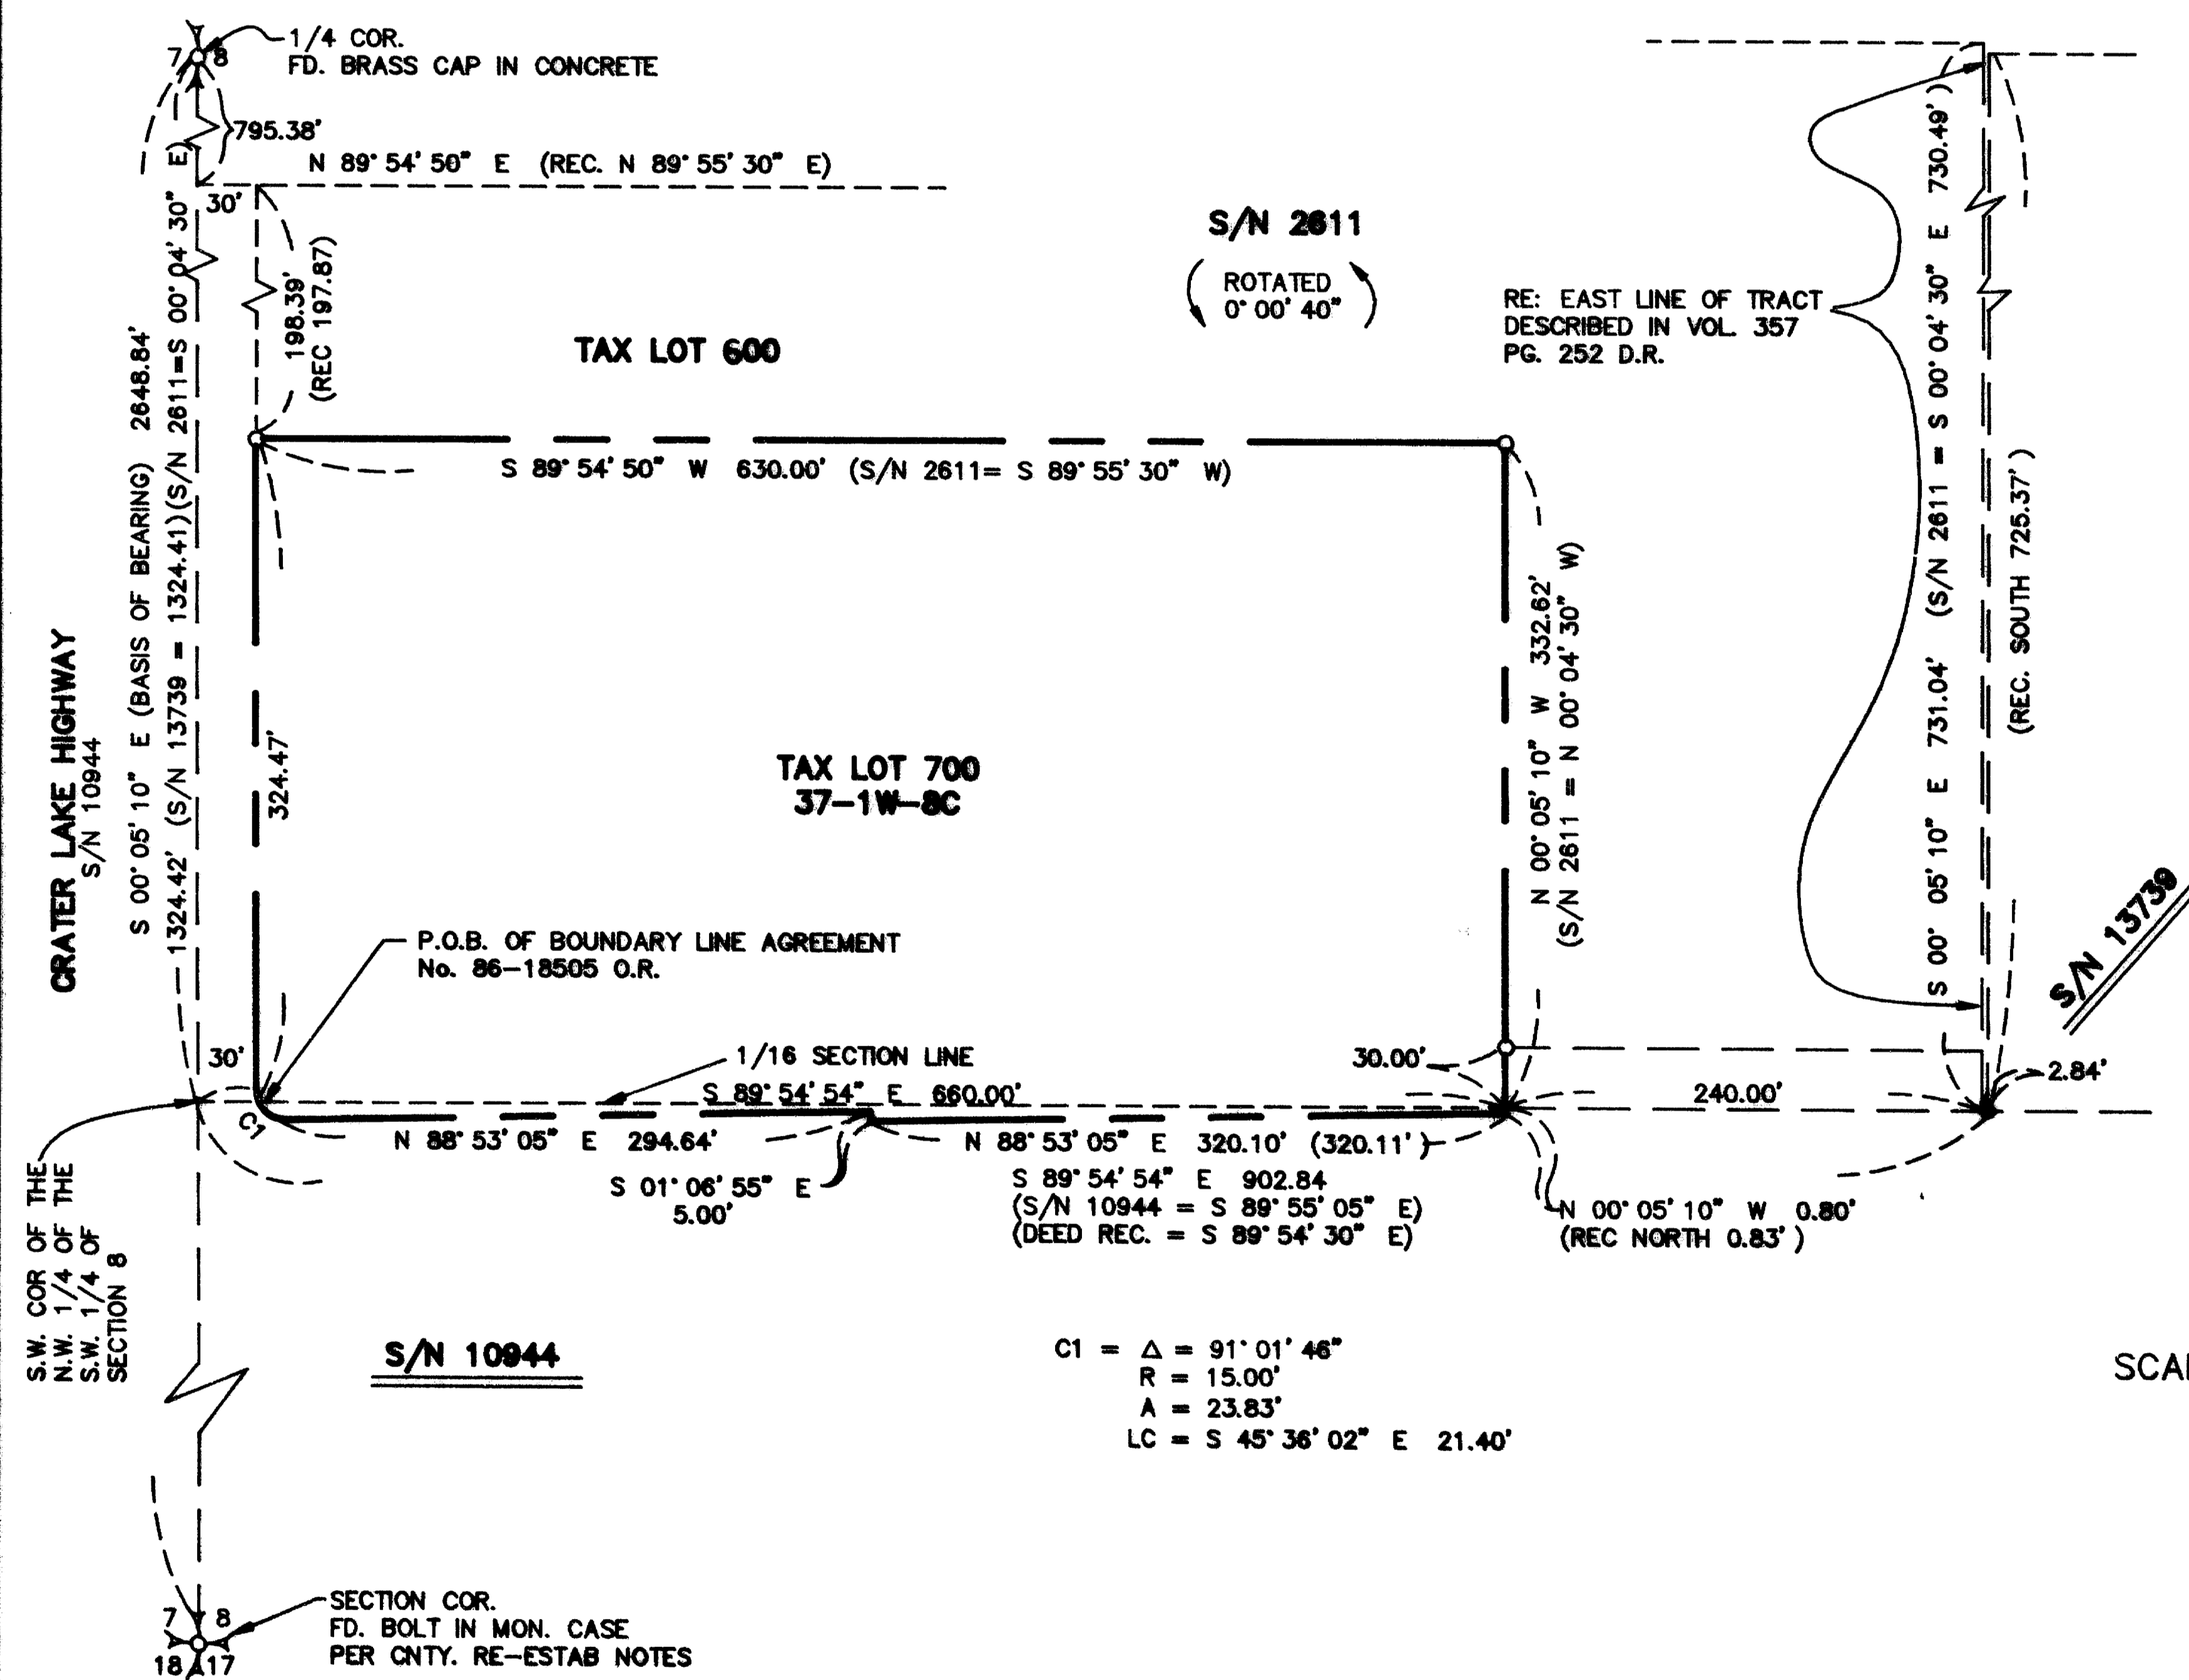 1/4 COR.
FD. BRASS CAP IN CONCRETE
7 8
795.38'
N 89° 54' 50" E (REC. N 89° 55' 30" E)
30'
198.39'
(REC 197.87)
S/N 2611
ROTATED
0° 00' 40"
TAX LOT 600
RE: EAST LINE OF TRACT
DESCRIBED IN VOL. 357
PG. 252 D.R.
S 89° 54' 50" W 630.00' (S/N 2611= S 89° 55' 30" W)
CRATER LAKE HIGHWAY
S/N 10944
S 00° 05' 10" E (BASIS OF BEARING) 2648.84'
1324.42' (S/N 13739 = 1324.41)(S/N 2611=S 00° 04' 30" E)
324.47'
TAX LOT 700
37-1W-8C
N 00° 05' 10" W 332.62'
(S/N 2611 = N 00° 04' 30" W)
S 00° 05' 10" E 731.04' (S/N 2611 = S 00° 04' 30" E 730.49')
(REC. SOUTH 725.37')
S/N 13739
P.O.B. OF BOUNDARY LINE AGREEMENT
No. 86-18505 O.R.
30'
1/16 SECTION LINE
S 89° 54' 54" E 660.00'
30.00'
240.00'
2.84'
C1
N 88° 53' 05" E 294.64'
N 88° 53' 05" E 320.10' (320.11')
S 01° 06' 55" E
5.00'
S 89° 54' 54" E 902.84
(S/N 10944 = S 89° 55' 05" E)
(DEED REC. = S 89° 54' 30" E)
N 00° 05' 10" W 0.80'
(REC NORTH 0.83')
S.W. COR OF THE
N.W. 1/4 OF THE
S.W. 1/4 OF
SECTION 8
S/N 10944
C1 = Δ = 91° 01' 46"
R = 15.00'
A = 23.83'
LC = S 45° 36' 02" E 21.40'
SECTION COR.
FD. BOLT IN MON. CASE
PER CNTY. RE-ESTAB NOTES
7 8
18 17